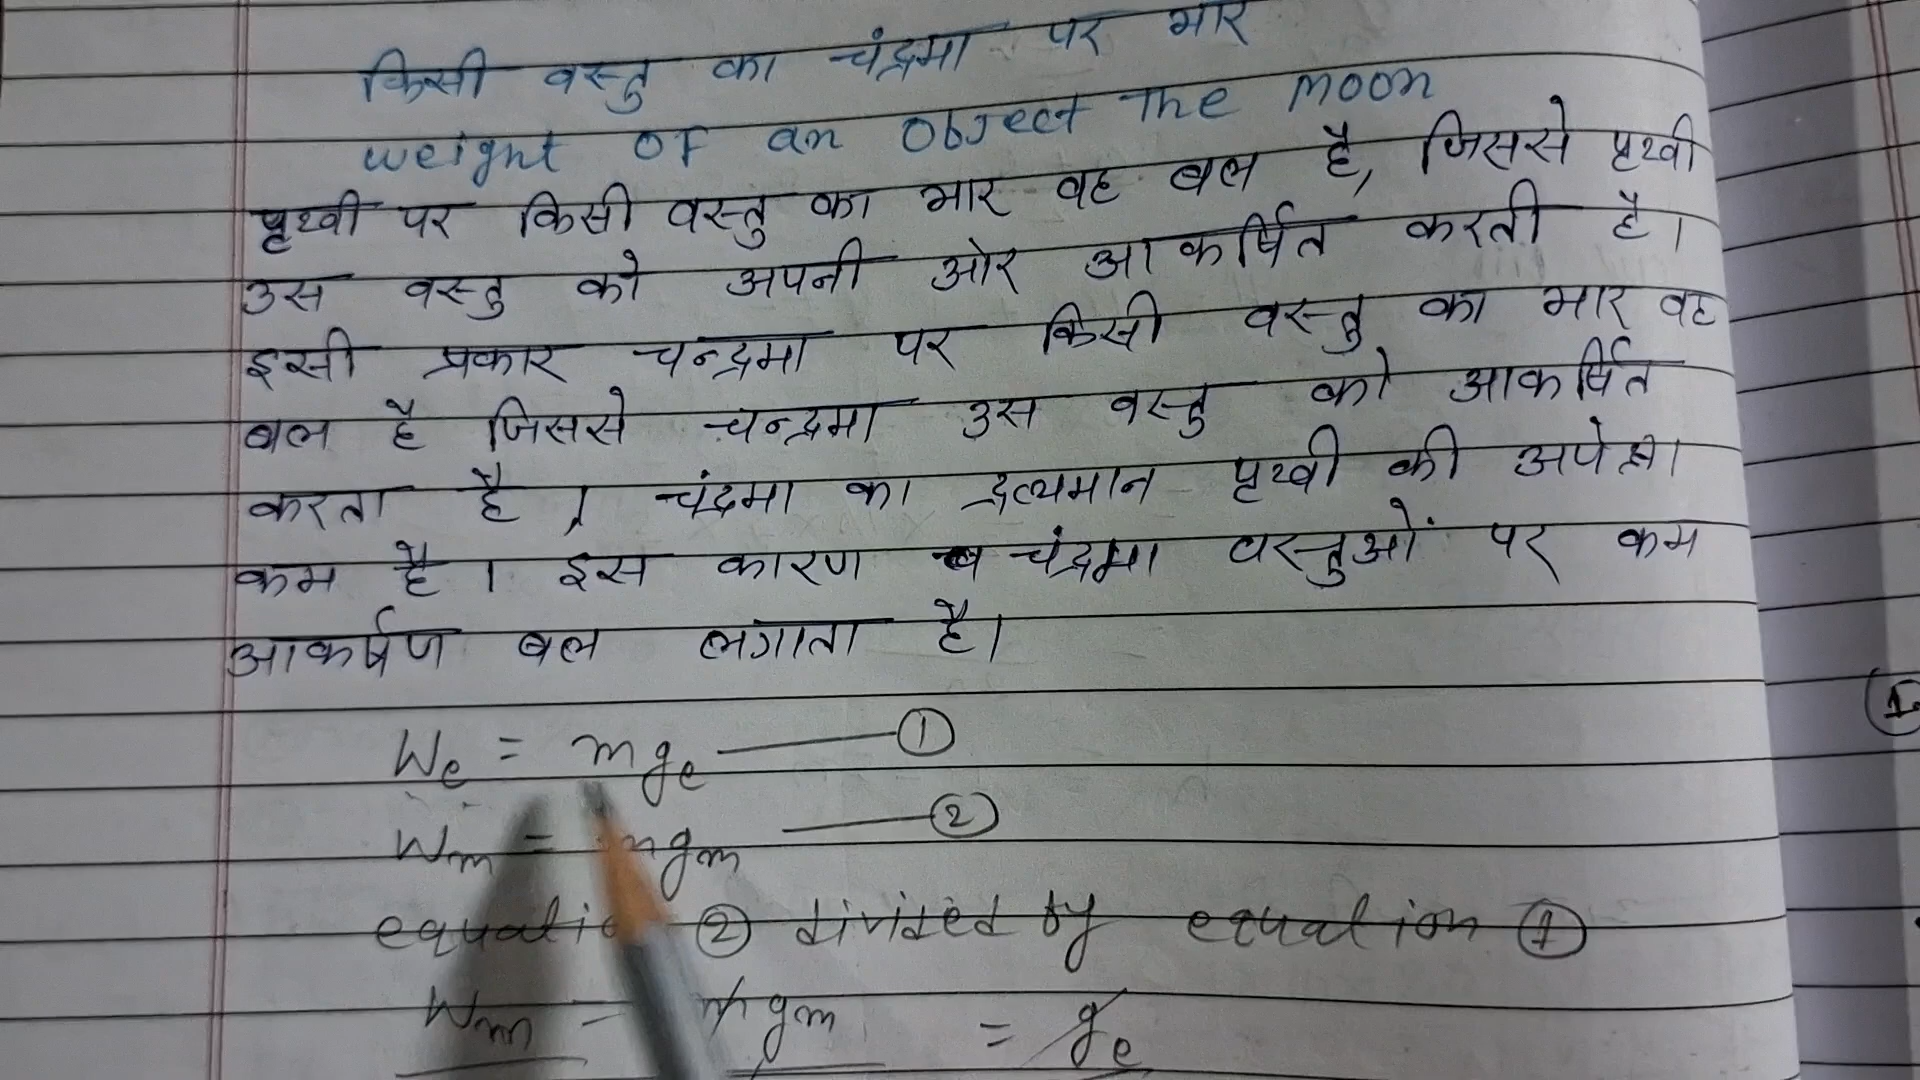 किसी वस्तु का चंद्रमा पर भार
weight of an object The moon
पृथ्वी पर किसी वस्तु का भार वह बल है, जिससे पृथ्वी
उस वस्तु को अपनी ओर आकर्षित करती है।
इसी प्रकार चन्द्रमा पर किसी वस्तु का भार वह
बल है जिससे चन्द्रमा उस वस्तु को आकर्षित
करता है। चंद्रमा का द्रव्यमान पृथ्वी की अपेक्षा
कम है। इस कारण चंद्रमा वस्तुओं पर कम
आकर्षण बल लगाता है।
We = mge ——— ①
Wm = mgm ——— ②
② divided by equation ①
Wm = mgm = ge